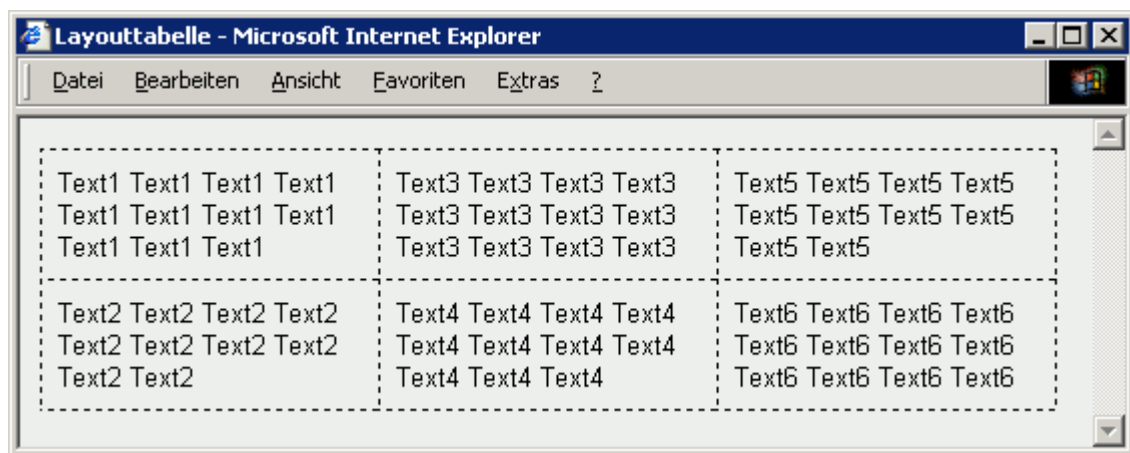 Layouttabelle - Microsoft Internet Explorer
Datei Bearbeiten Ansicht Favoriten Extras ?
Text1 Text1 Text1 Text1
Text1 Text1 Text1 Text1
Text1 Text1 Text1
Text3 Text3 Text3 Text3
Text3 Text3 Text3 Text3
Text3 Text3 Text3 Text3
Text5 Text5 Text5 Text5
Text5 Text5 Text5 Text5
Text5 Text5
Text2 Text2 Text2 Text2
Text2 Text2 Text2 Text2
Text2 Text2
Text4 Text4 Text4 Text4
Text4 Text4 Text4 Text4
Text4 Text4 Text4
Text6 Text6 Text6 Text6
Text6 Text6 Text6 Text6
Text6 Text6 Text6 Text6